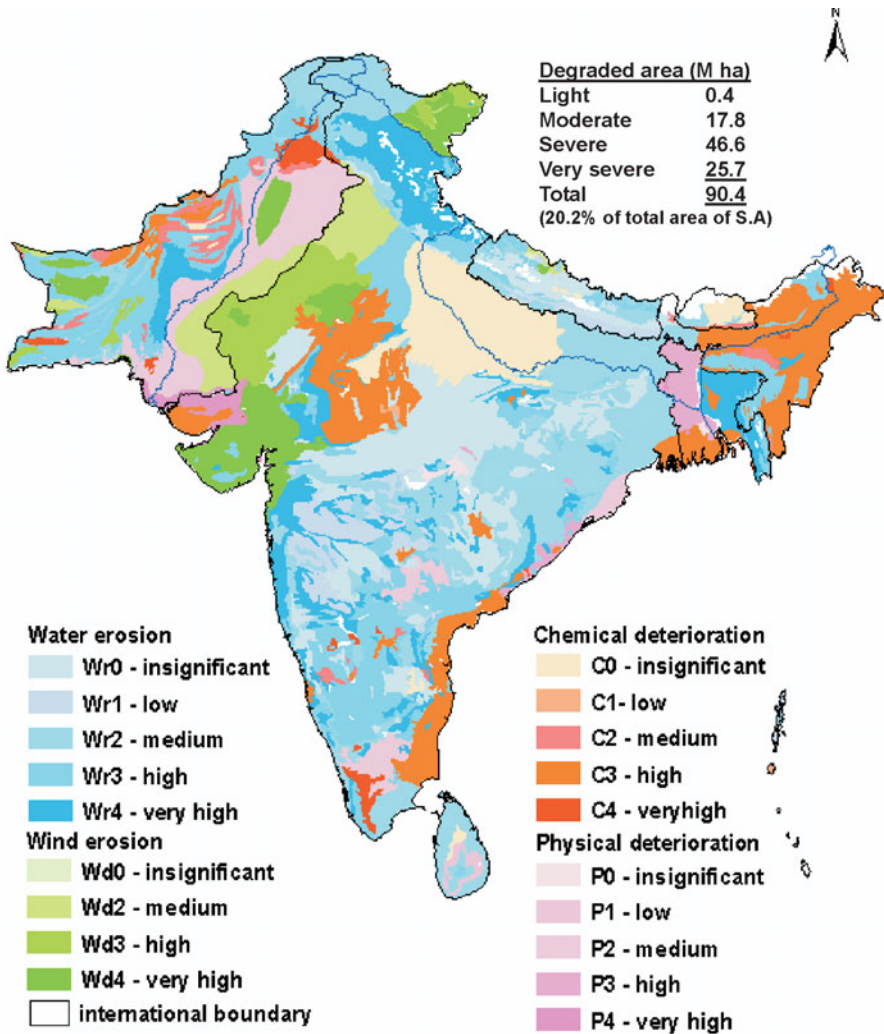 N
Degraded area (M ha)
Light 0.4
Moderate 17.8
Severe 46.6
Very severe 25.7
Total 90.4
(20.2% of total area of S.A)
Water erosion
Wr0 - insignificant
Wr1 - low
Wr2 - medium
Wr3 - high
Wr4 - very high
Wind erosion
Wd0 - insignificant
Wd2 - medium
Wd3 - high
Wd4 - very high
international boundary
Chemical deterioration
C0 - insignificant
C1- low
C2 - medium
C3 - high
C4 - veryhigh
Physical deterioration
P0 - insignificant
P1 - low
P2 - medium
P3 - high
P4 - very high